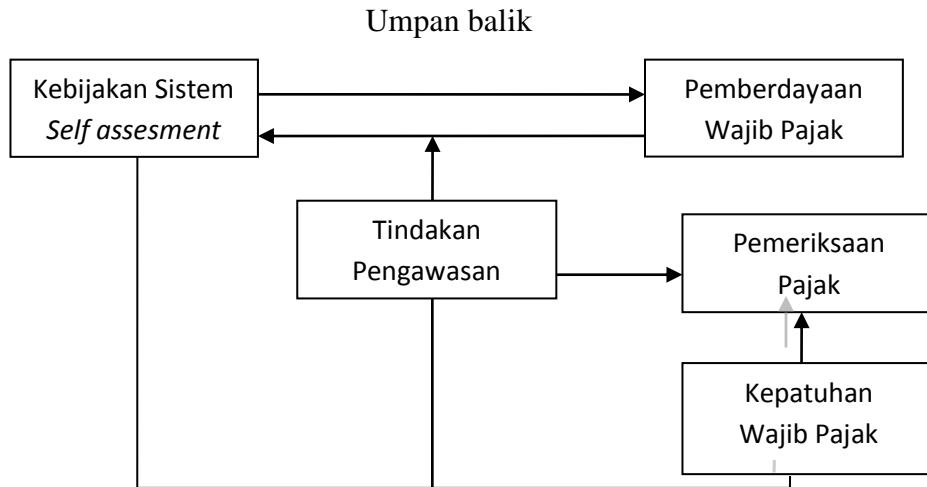 Umpan balik
Kebijakan Sistem
Self assesment
Pemberdayaan
Wajib Pajak
Tindakan
Pengawasan
Pemeriksaan
Pajak
Kepatuhan
Wajib Pajak